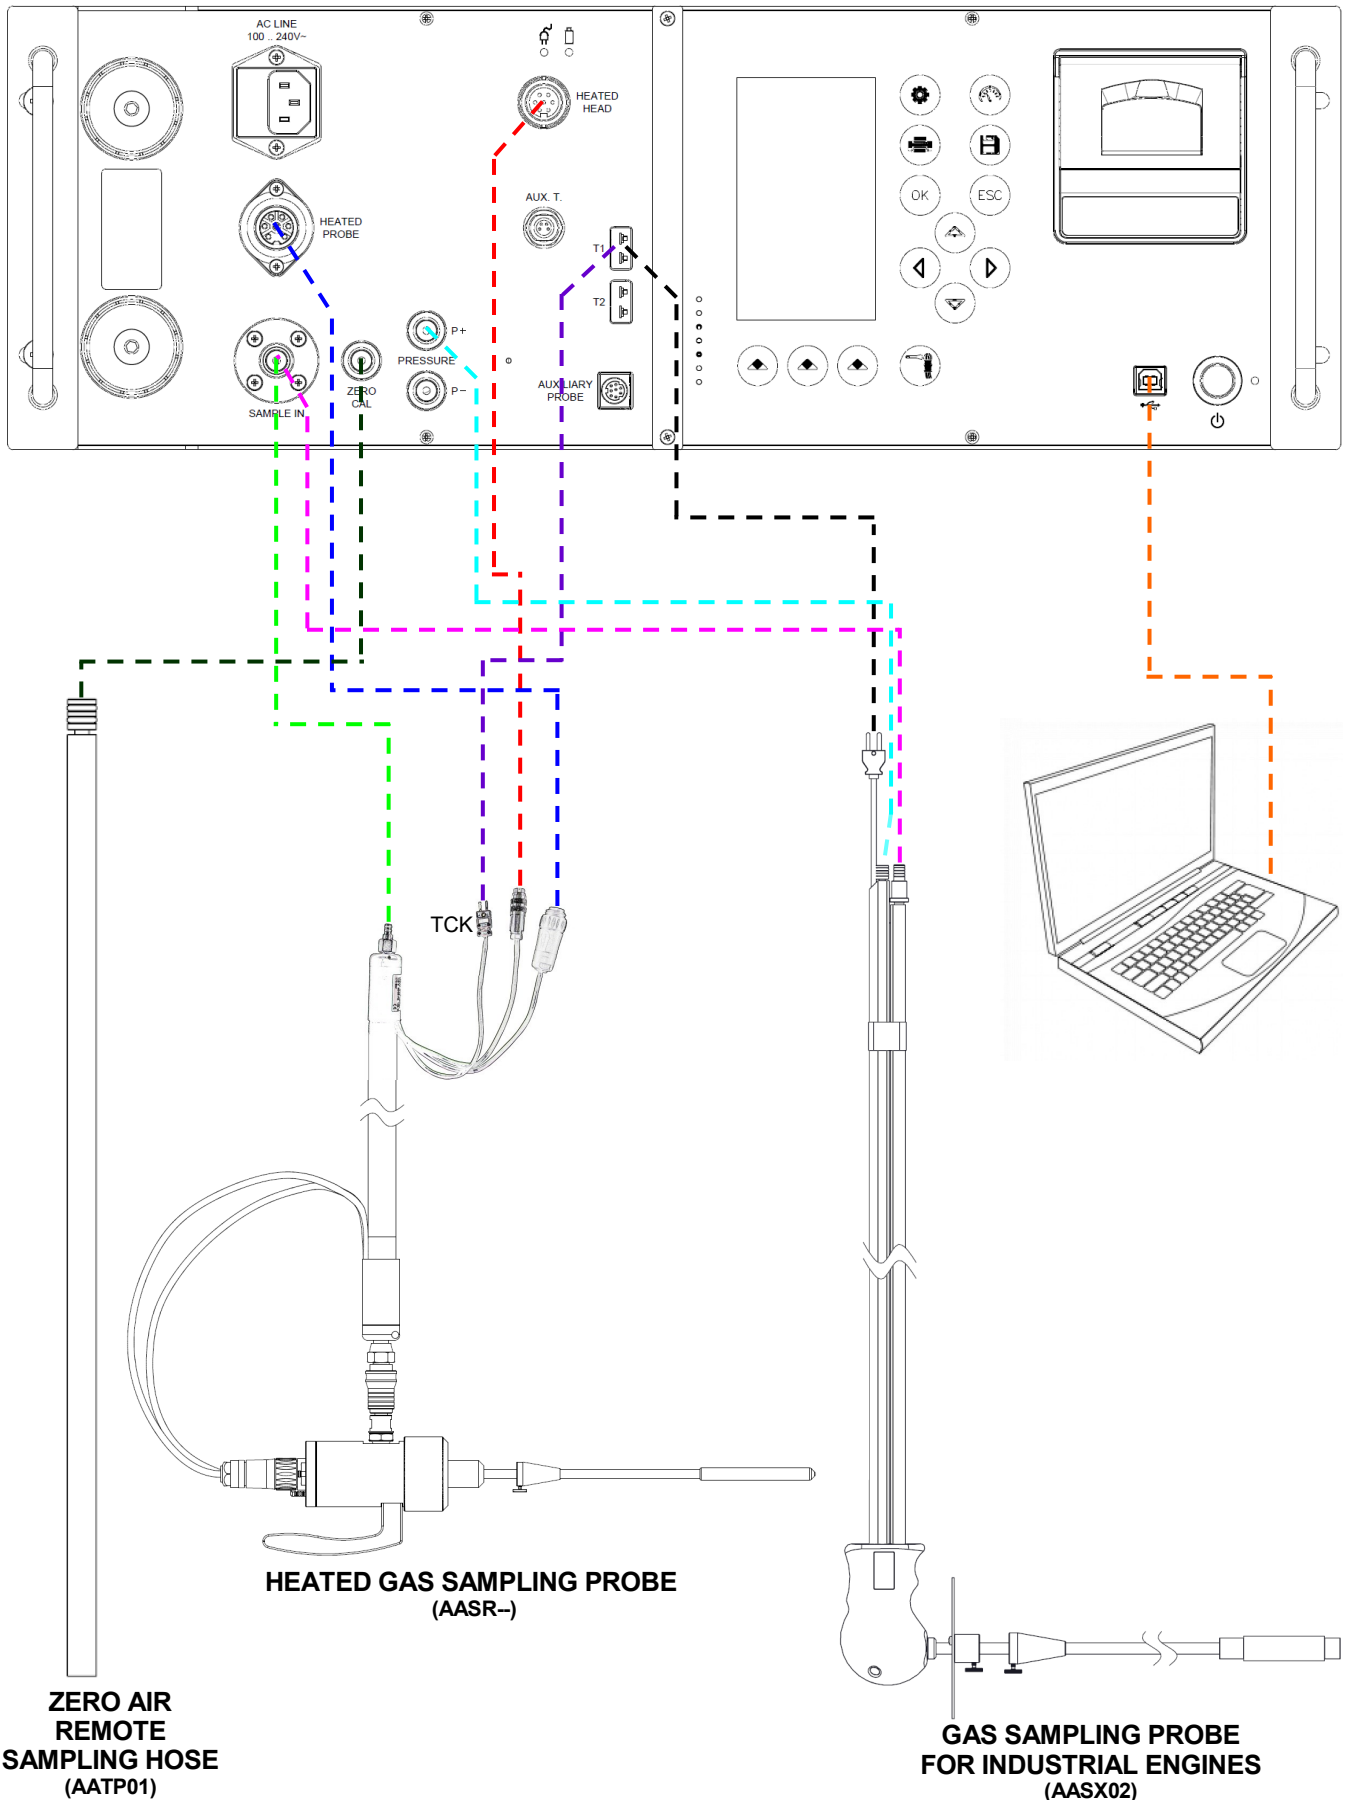 AC LINE
100 .. 240V~
HEATED
HEAD
HEATED
PROBE
AUX. T.
T1
T2
OK
ESC
P+
PRESSURE
P-
ZERO
CAL
SAMPLE IN
AUXILIARY
PROBE
TCK
HEATED GAS SAMPLING PROBE
(AASR--)
ZERO AIR
REMOTE
SAMPLING HOSE
(AATP01)
GAS SAMPLING PROBE
FOR INDUSTRIAL ENGINES
(AASX02)